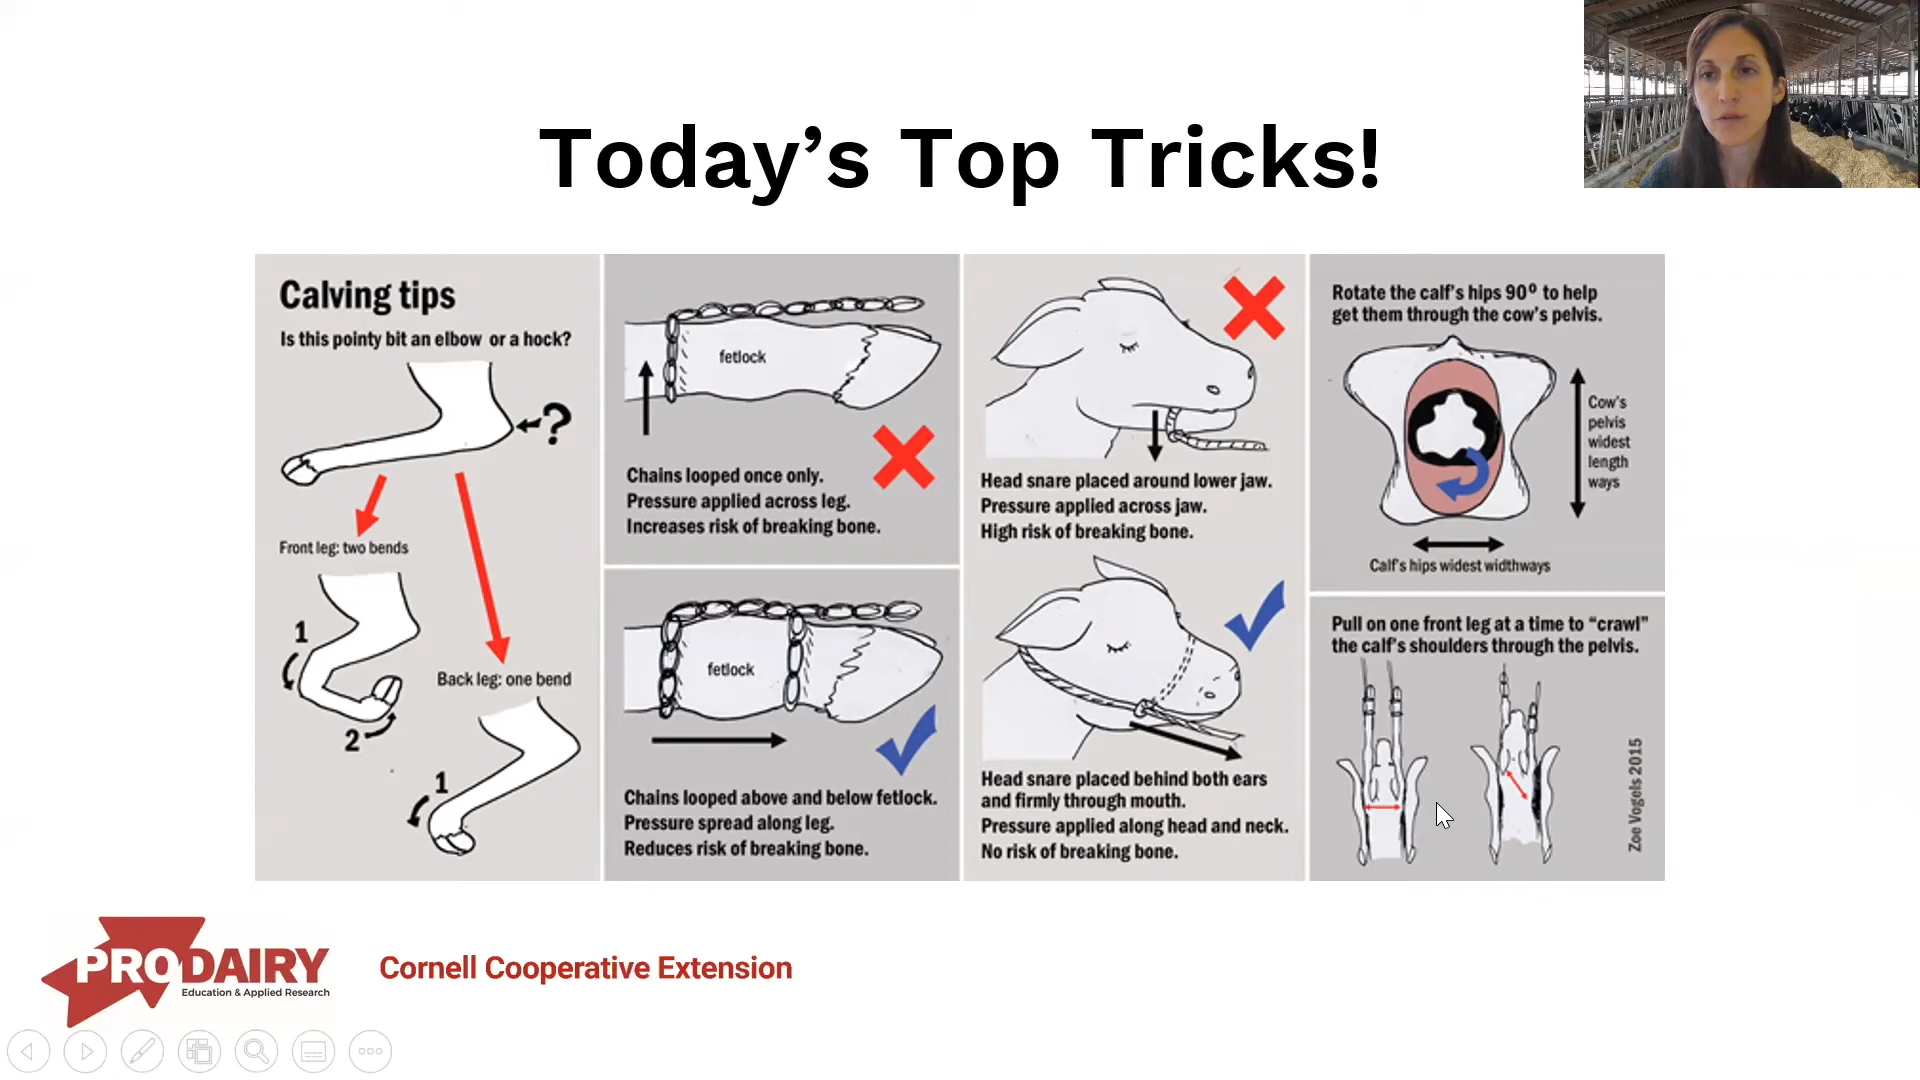 Today's Top Tricks!
Calving tips
Is this pointy bit an elbow or a hock?
?
Front leg: two bends
1
2
Back leg: one bend
1
fetlock
Chains looped once only.
Pressure applied across leg.
Increases risk of breaking bone.
fetlock
Chains looped above and below fetlock.
Pressure spread along leg.
Reduces risk of breaking bone.
Head snare placed around lower jaw.
Pressure applied across jaw.
High risk of breaking bone.
Head snare placed behind both ears
and firmly through mouth.
Pressure applied along head and neck.
No risk of breaking bone.
Rotate the calf's hips 90º to help
get them through the cow's pelvis.
Cow's
pelvis
widest
length
ways
Calf's hips widest widthways
Pull on one front leg at a time to “crawl”
the calf's shoulders through the pelvis.
Zoe Vogels 2015
PRODAIRY
Education & Applied Research
Cornell Cooperative Extension